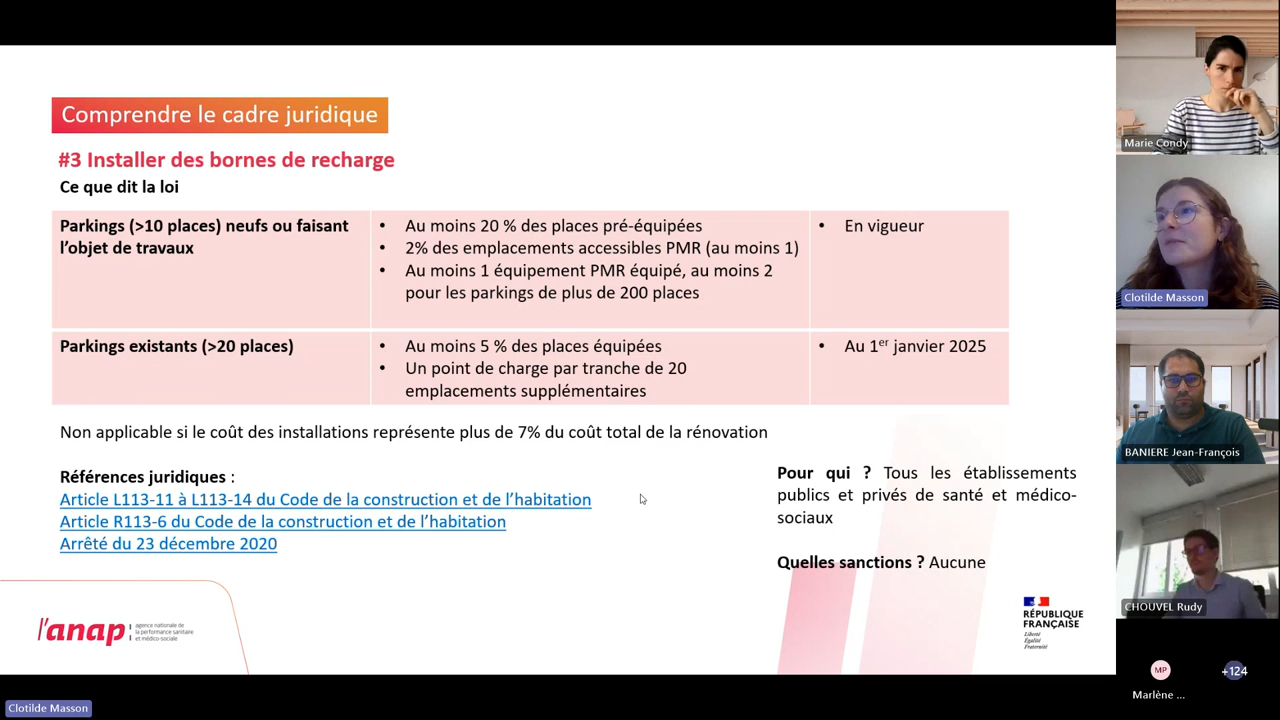 Comprendre le cadre juridique
#3 Installer des bornes de recharge
Ce que dit la loi
Parkings (>10 places) neufs ou faisant
l'objet de travaux
• Au moins 20 % des places pré-équipées
• 2% des emplacements accessibles PMR (au moins 1)
• Au moins 1 équipement PMR équipé, au moins 2
pour les parkings de plus de 200 places
• En vigueur
Parkings existants (>20 places)
• Au moins 5 % des places équipées
• Un point de charge par tranche de 20
emplacements supplémentaires
• Au 1er janvier 2025
Non applicable si le coût des installations représente plus de 7% du coût total de la rénovation
Références juridiques :
Article L113-11 à L113-14 du Code de la construction et de l'habitation
Article R113-6 du Code de la construction et de l'habitation
Arrêté du 23 décembre 2020
Pour qui ? Tous les établissements
publics et privés de santé et médico-
sociaux
Quelles sanctions ? Aucune
l'anap
agence nationale de
la performance sanitaire
et médico-sociale
RÉPUBLIQUE
FRANÇAISE
Liberté
Égalité
Fraternité
Marie Condy
Clotilde Masson
BANIERE Jean-François
CHOUVEL Rudy
MP
+124
Marlène ...
Clotilde Masson